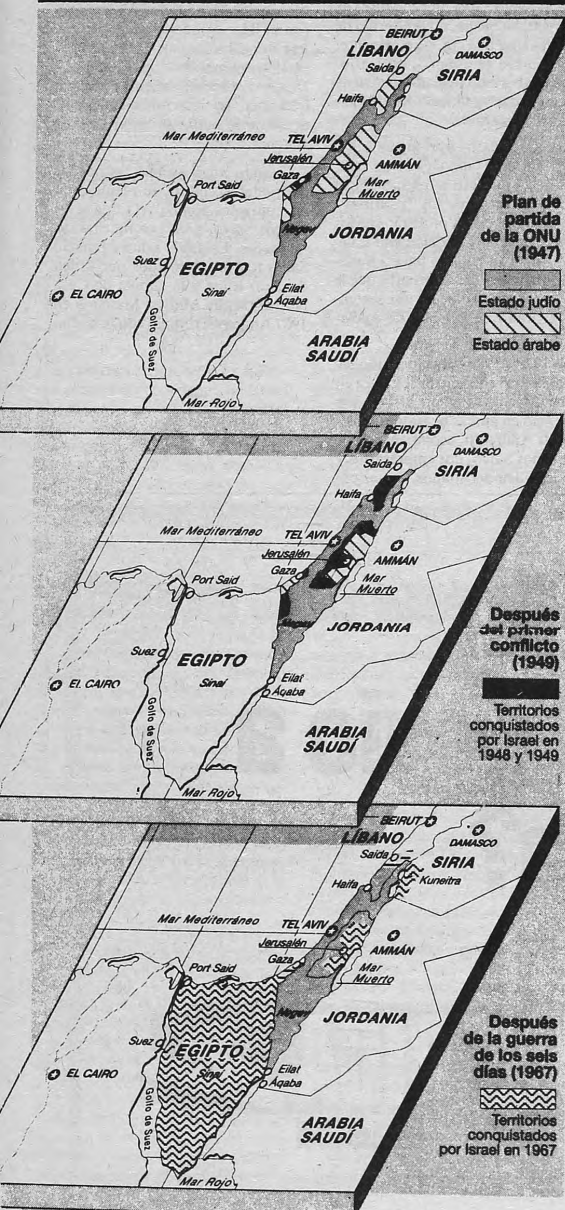 BEIRUT
LÍBANO
DAMASCO
Saida
SIRIA
Haifa
Mar Mediterráneo
TEL AVIV
Jerusalén
AMMÁN
Gaza
Mar
Muerto
Port Said
Negev
JORDANIA
Suez
EGIPTO
Sinaí
EL CAIRO
Eilat
Aqaba
Golfo de Suez
ARABIA
SAUDÍ
Mar Rojo
Plan de
partida
de la ONU
(1947)
Estado judío
Estado árabe
BEIRUT
LÍBANO
DAMASCO
Saida
SIRIA
Haifa
Mar Mediterráneo
TEL AVIV
Jerusalén
AMMÁN
Gaza
Mar
Muerto
Port Said
Negev
JORDANIA
Suez
EGIPTO
Sinaí
EL CAIRO
Eilat
Aqaba
Golfo de Suez
ARABIA
SAUDÍ
Mar Rojo
Después
del primer
conflicto
(1949)
Territorios
conquistados
por Israel en
1948 y 1949
BEIRUT
LÍBANO
DAMASCO
Saida
SIRIA
Kuneitra
Haifa
Mar Mediterráneo
TEL AVIV
Jerusalén
AMMÁN
Gaza
Mar
Muerto
Port Said
Negev
JORDANIA
Suez
EGIPTO
Sinaí
EL CAIRO
Eilat
Aqaba
Golfo de Suez
ARABIA
SAUDÍ
Mar Rojo
Después
de la guerra
de los seis
días (1967)
Territorios
conquistados
por Israel en 1967